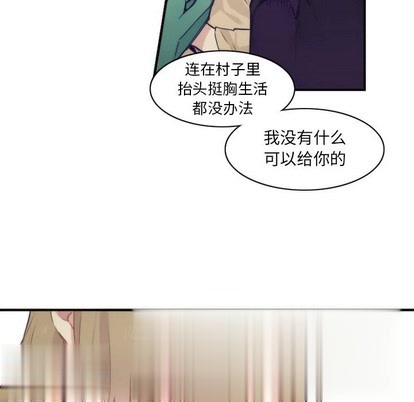 连在村子里
抬头挺胸生活
都没办法
我没有什么
可以给你的